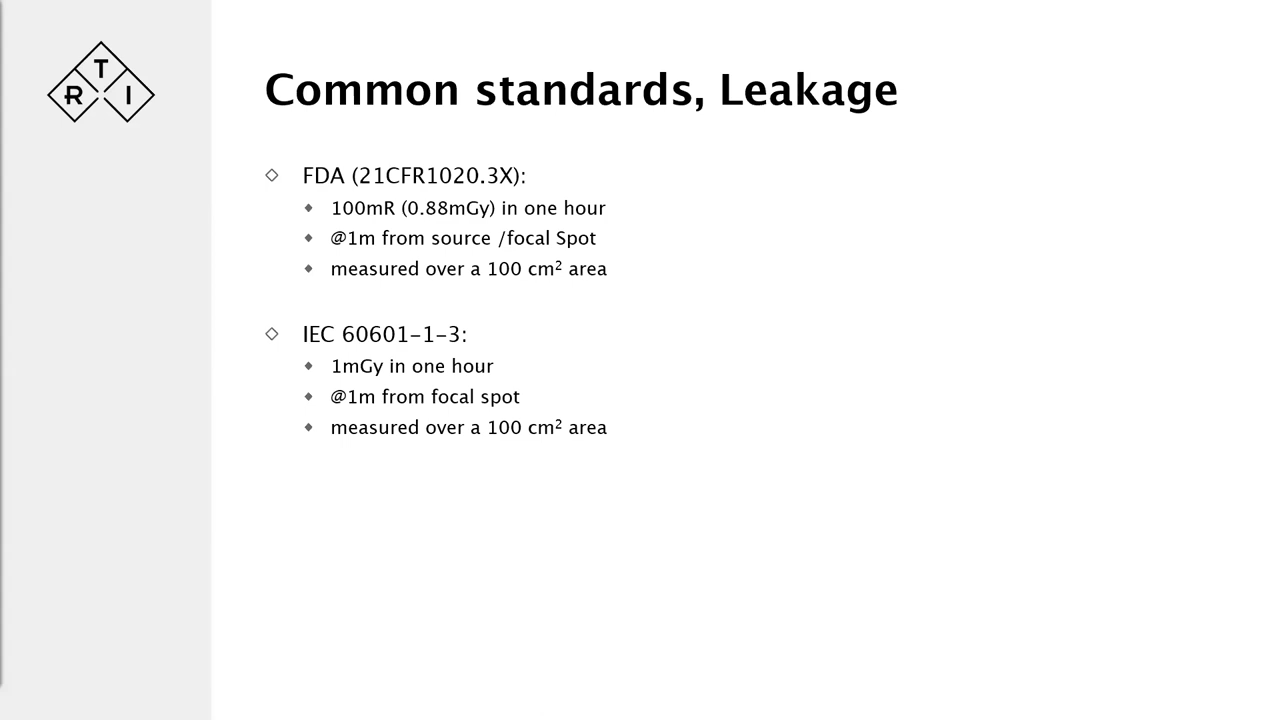 T
R I
Common standards, Leakage
FDA (21CFR1020.3X):
100mR (0.88mGy) in one hour
@1m from source /focal Spot
measured over a 100 cm² area
IEC 60601-1-3:
1mGy in one hour
@1m from focal spot
measured over a 100 cm² area